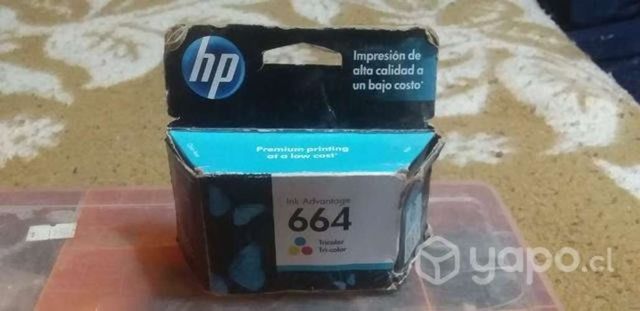 hp
Impresión de
alta calidad a
un bajo costo*
Premium printing
at a low cost*
Ink Advantage
664
Tricolor
Tri-color
yapo.cl